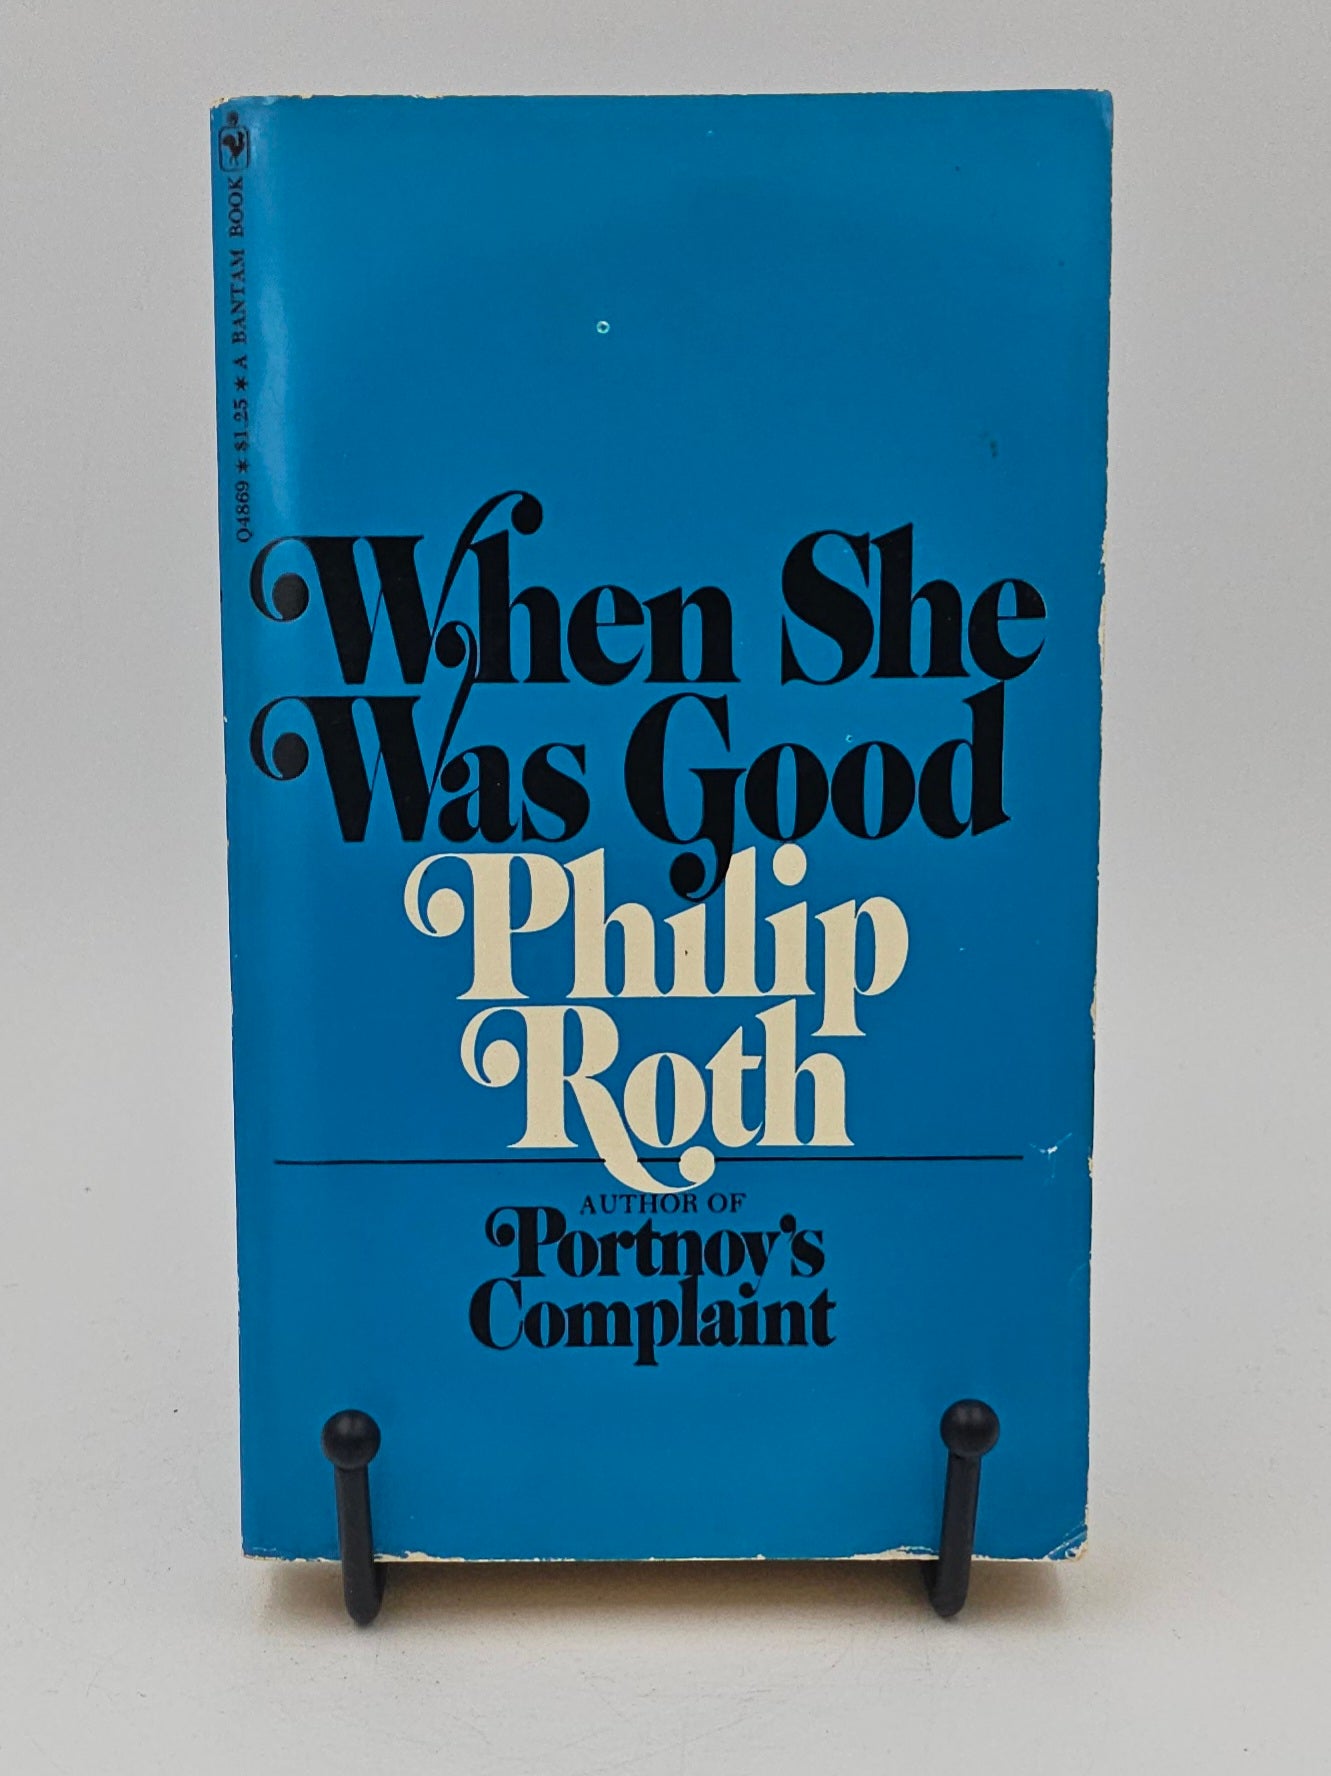 Q4869 * $1.25 * A BANTAM BOOK
When She
Was Good
Philip
Roth
AUTHOR OF
Portnoy's
Complaint